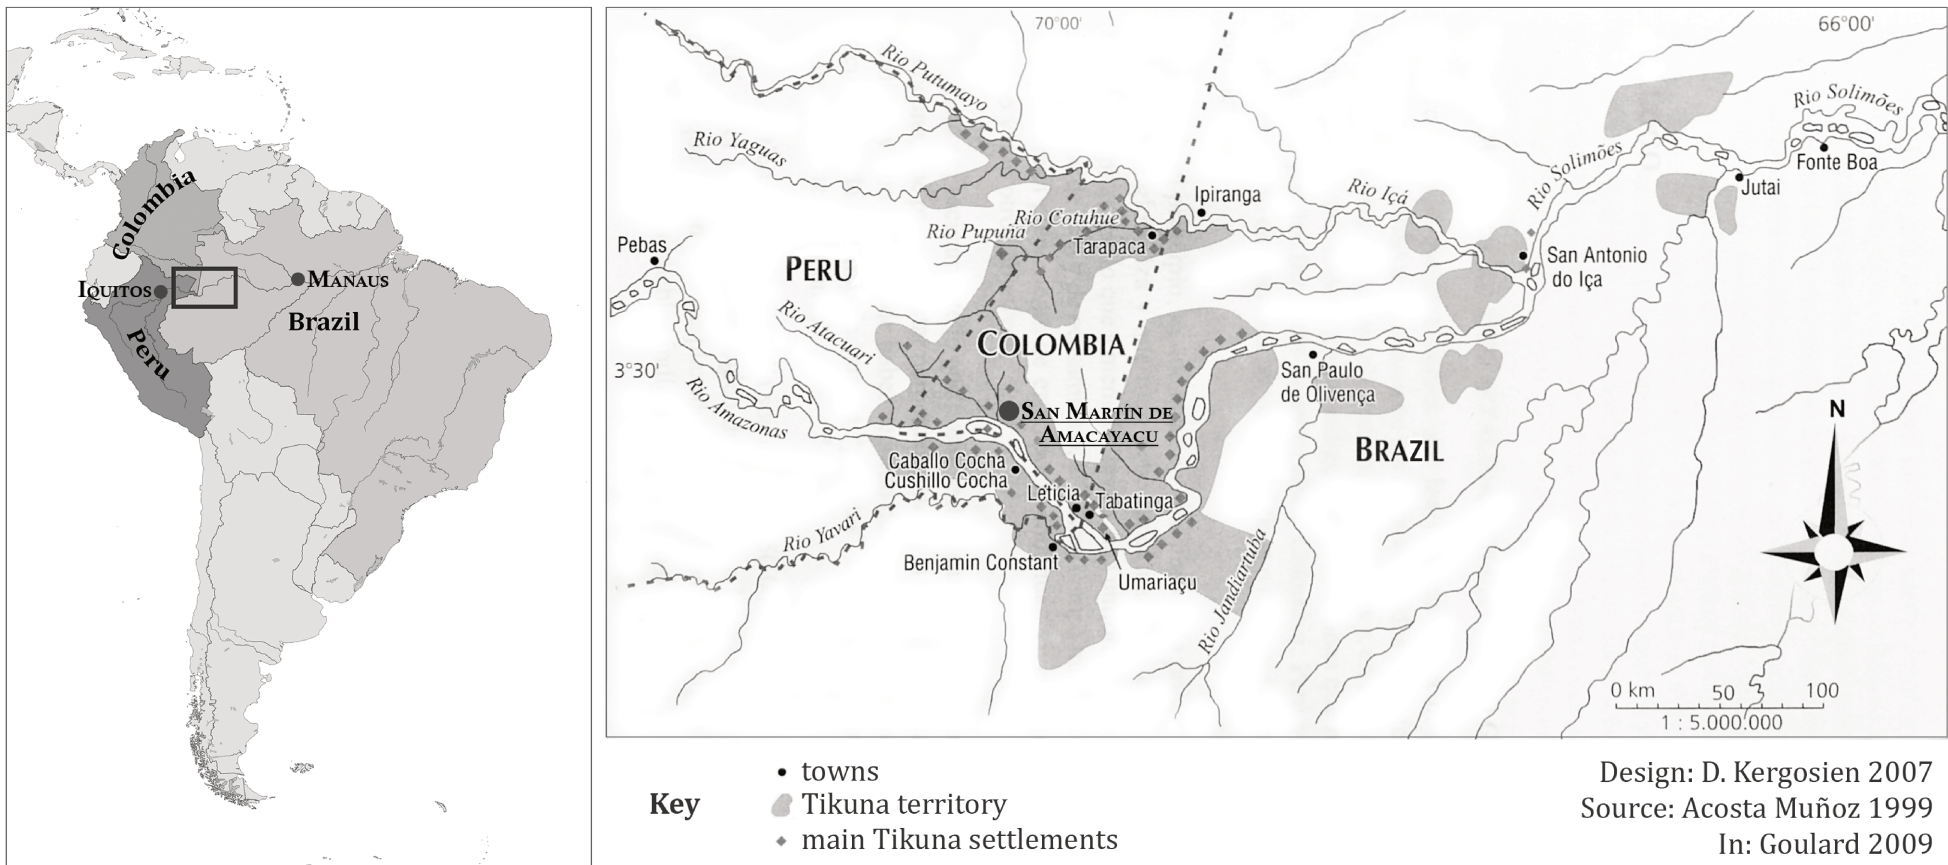 Colombia
IQUITOS
MANAUS
Brazil
Peru
70°00'
66°00'
Rio Putumayo
Rio Solimões
Rio Yaguas
Rio Solimões
Fonte Boa
Jutai
Ipiranga
Rio Içá
Rio Cotuhue
Rio Pupuña
Tarapaca
Pebas
PERU
San Antonio
do Iça
Rio Atacuari
COLOMBIA
3°30'
San Paulo
de Olivença
Rio Amazonas
SAN MARTÍN DE
AMACAYACU
BRAZIL
N
Caballo Cocha
Cushillo Cocha
Léticia
Tabatinga
Rio Yavari
Benjamin Constant
Umariaçu
Rio Jandiartuba
0 km 50 100
1 : 5.000.000
Key
towns
Tikuna territory
main Tikuna settlements
Design: D. Kergosien 2007
Source: Acosta Muñoz 1999
In: Goulard 2009